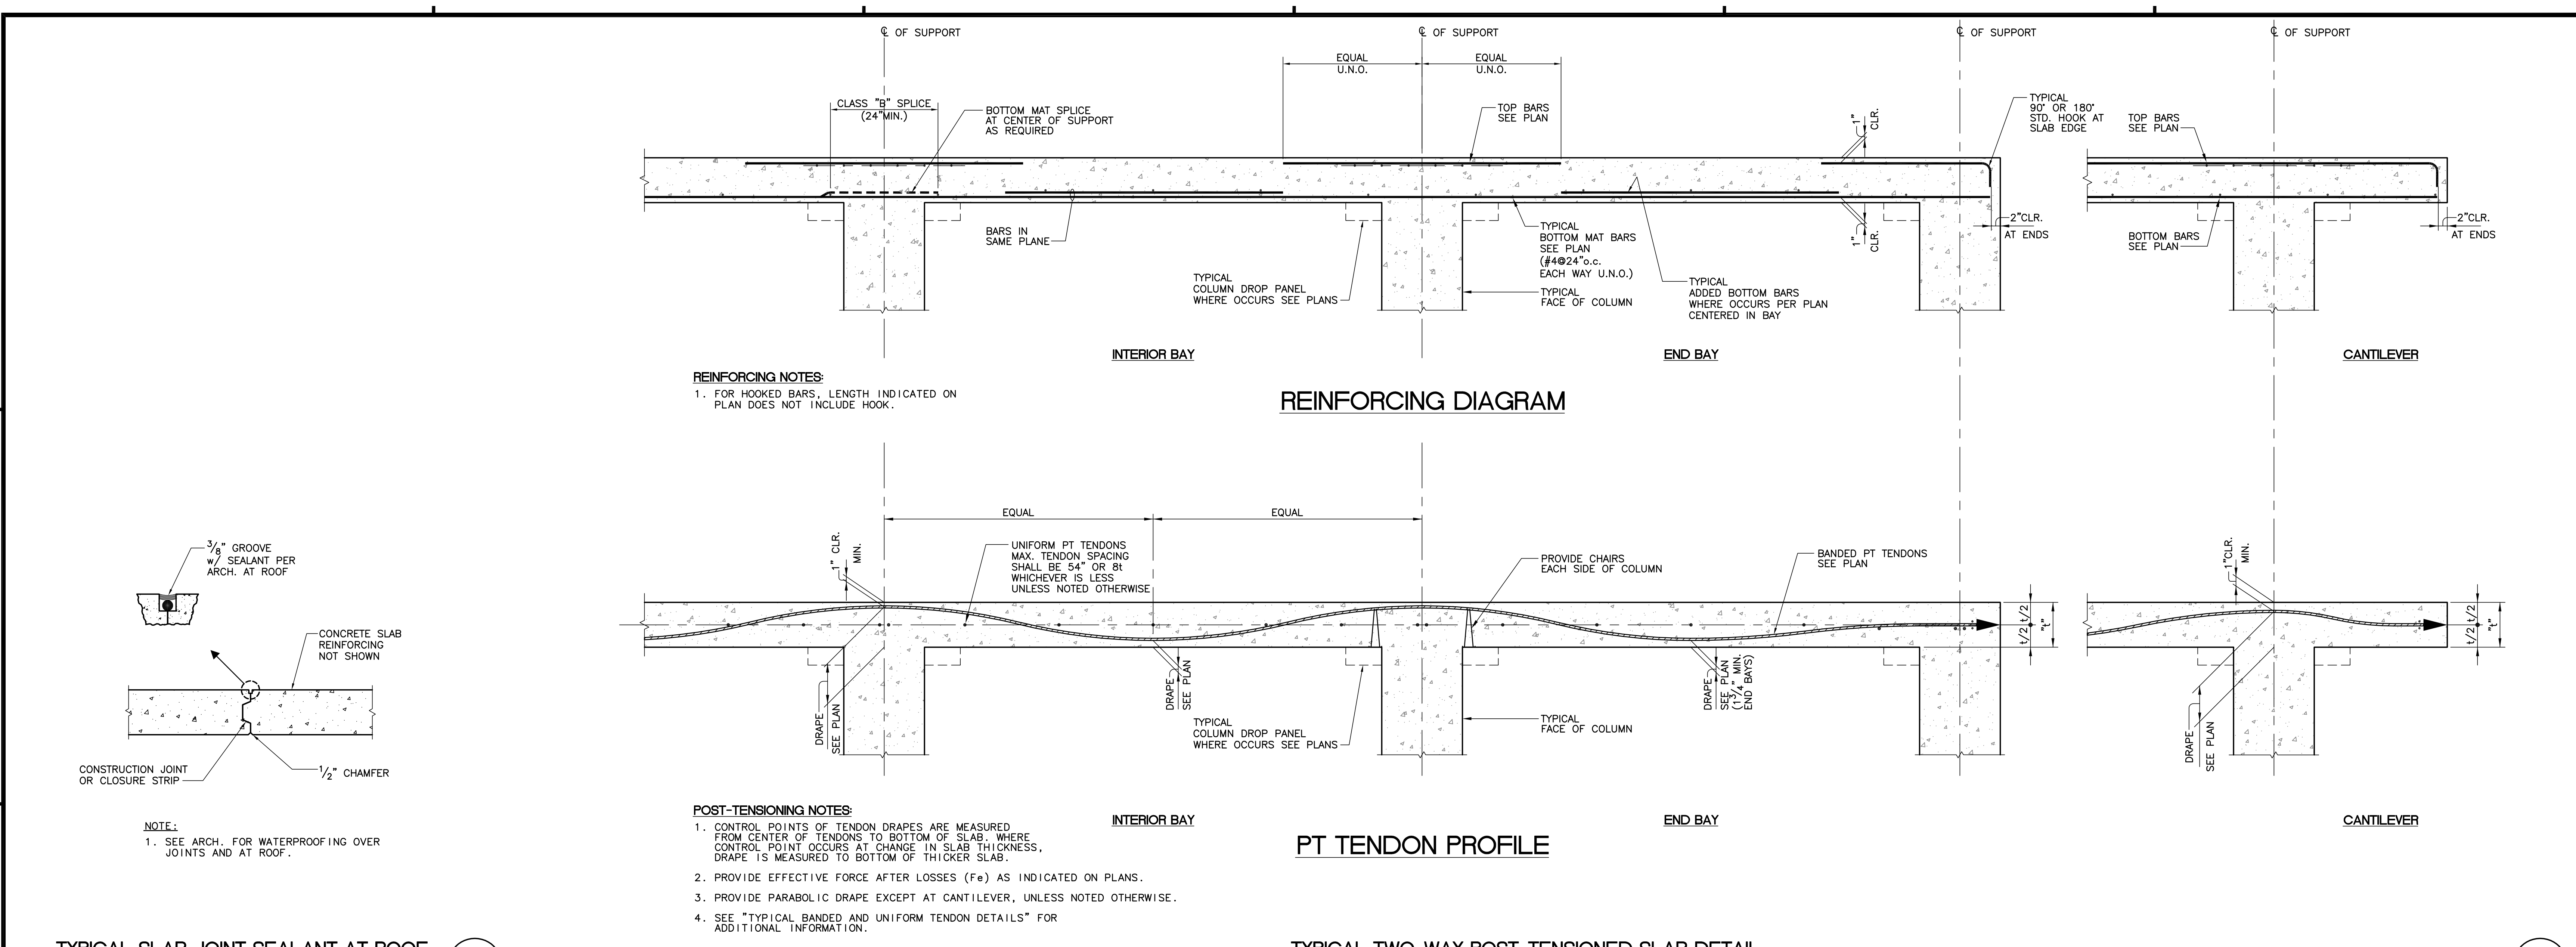 ℄ OF SUPPORT
℄ OF SUPPORT
℄ OF SUPPORT
℄ OF SUPPORT
EQUAL
U.N.O.
EQUAL
U.N.O.
CLASS "B" SPLICE
(24"MIN.)
BOTTOM MAT SPLICE
AT CENTER OF SUPPORT
AS REQUIRED
TOP BARS
SEE PLAN
1"
CLR.
TYPICAL
90° OR 180°
STD. HOOK AT
SLAB EDGE
TOP BARS
SEE PLAN
BARS IN
SAME PLANE
TYPICAL
COLUMN DROP PANEL
WHERE OCCURS SEE PLANS
TYPICAL
BOTTOM MAT BARS
SEE PLAN
(#4@24"o.c.
EACH WAY U.N.O.)
TYPICAL
FACE OF COLUMN
TYPICAL
ADDED BOTTOM BARS
WHERE OCCURS PER PLAN
CENTERED IN BAY
1"
CLR.
2"CLR.
AT ENDS
BOTTOM BARS
SEE PLAN
2"CLR.
AT ENDS
INTERIOR BAY
END BAY
CANTILEVER
REINFORCING NOTES:
1. FOR HOOKED BARS, LENGTH INDICATED ON
PLAN DOES NOT INCLUDE HOOK.
REINFORCING DIAGRAM
3/8" GROOVE
w/ SEALANT PER
ARCH. AT ROOF
CONCRETE SLAB
REINFORCING
NOT SHOWN
CONSTRUCTION JOINT
OR CLOSURE STRIP
1/2" CHAMFER
NOTE:
1. SEE ARCH. FOR WATERPROOFING OVER
JOINTS AND AT ROOF.
EQUAL
EQUAL
1" CLR.
MIN.
UNIFORM PT TENDONS
MAX. TENDON SPACING
SHALL BE 54" OR 8t
WHICHEVER IS LESS
UNLESS NOTED OTHERWISE
PROVIDE CHAIRS
EACH SIDE OF COLUMN
BANDED PT TENDONS
SEE PLAN
1"CLR.
MIN.
t/2
t/2
"t"
t/2
t/2
"t"
DRAPE
SEE PLAN
DRAPE
SEE PLAN
TYPICAL
COLUMN DROP PANEL
WHERE OCCURS SEE PLANS
TYPICAL
FACE OF COLUMN
DRAPE
SEE PLAN
(1 3/4" MIN.
END BAYS)
DRAPE
SEE PLAN
INTERIOR BAY
END BAY
CANTILEVER
POST-TENSIONING NOTES:
1. CONTROL POINTS OF TENDON DRAPES ARE MEASURED
FROM CENTER OF TENDONS TO BOTTOM OF SLAB. WHERE
CONTROL POINT OCCURS AT CHANGE IN SLAB THICKNESS,
DRAPE IS MEASURED TO BOTTOM OF THICKER SLAB.
2. PROVIDE EFFECTIVE FORCE AFTER LOSSES (Fe) AS INDICATED ON PLANS.
3. PROVIDE PARABOLIC DRAPE EXCEPT AT CANTILEVER, UNLESS NOTED OTHERWISE.
4. SEE "TYPICAL BANDED AND UNIFORM TENDON DETAILS" FOR
ADDITIONAL INFORMATION.
PT TENDON PROFILE
TYPICAL SLAB JOINT SEALANT AT ROOF
TYPICAL TWO-WAY POST-TENSIONED SLAB DETAIL